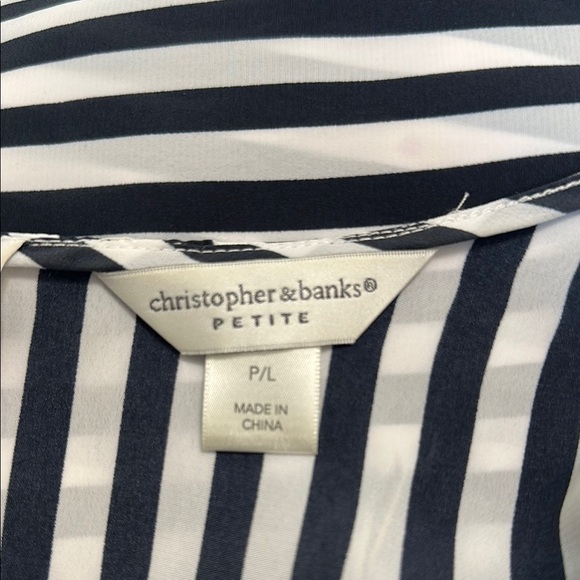 christopher&banks®
PETITE
P/L
MADE IN
CHINA